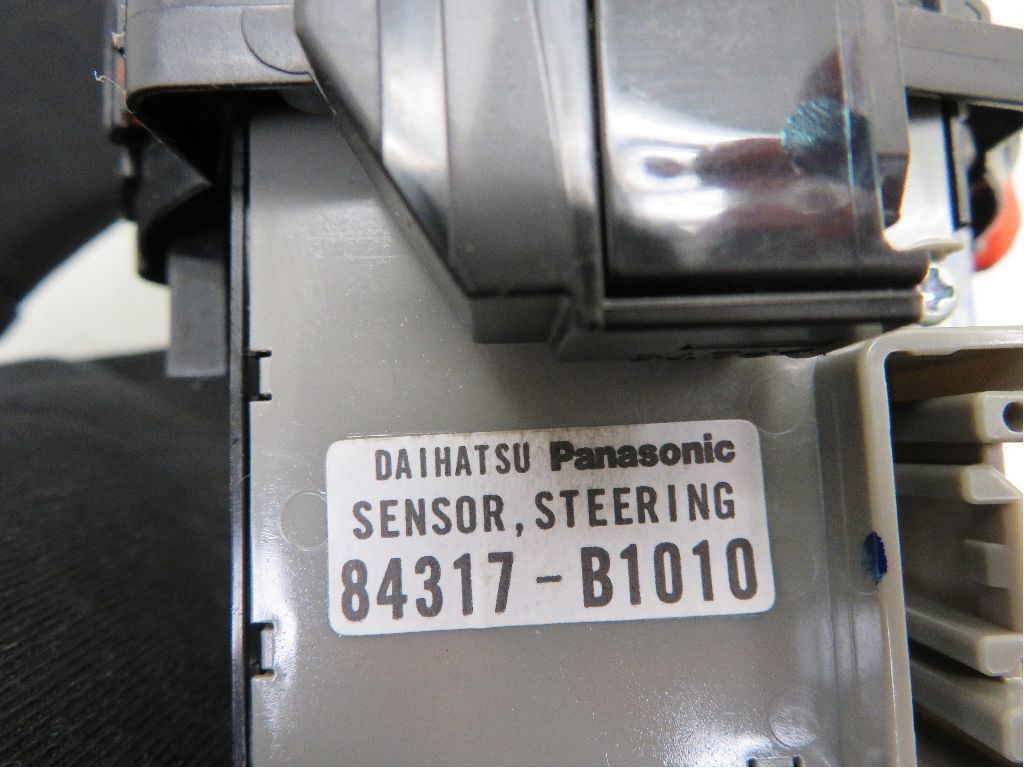 DAIHATSU Panasonic
SENSOR, STEERING
84317-B1010